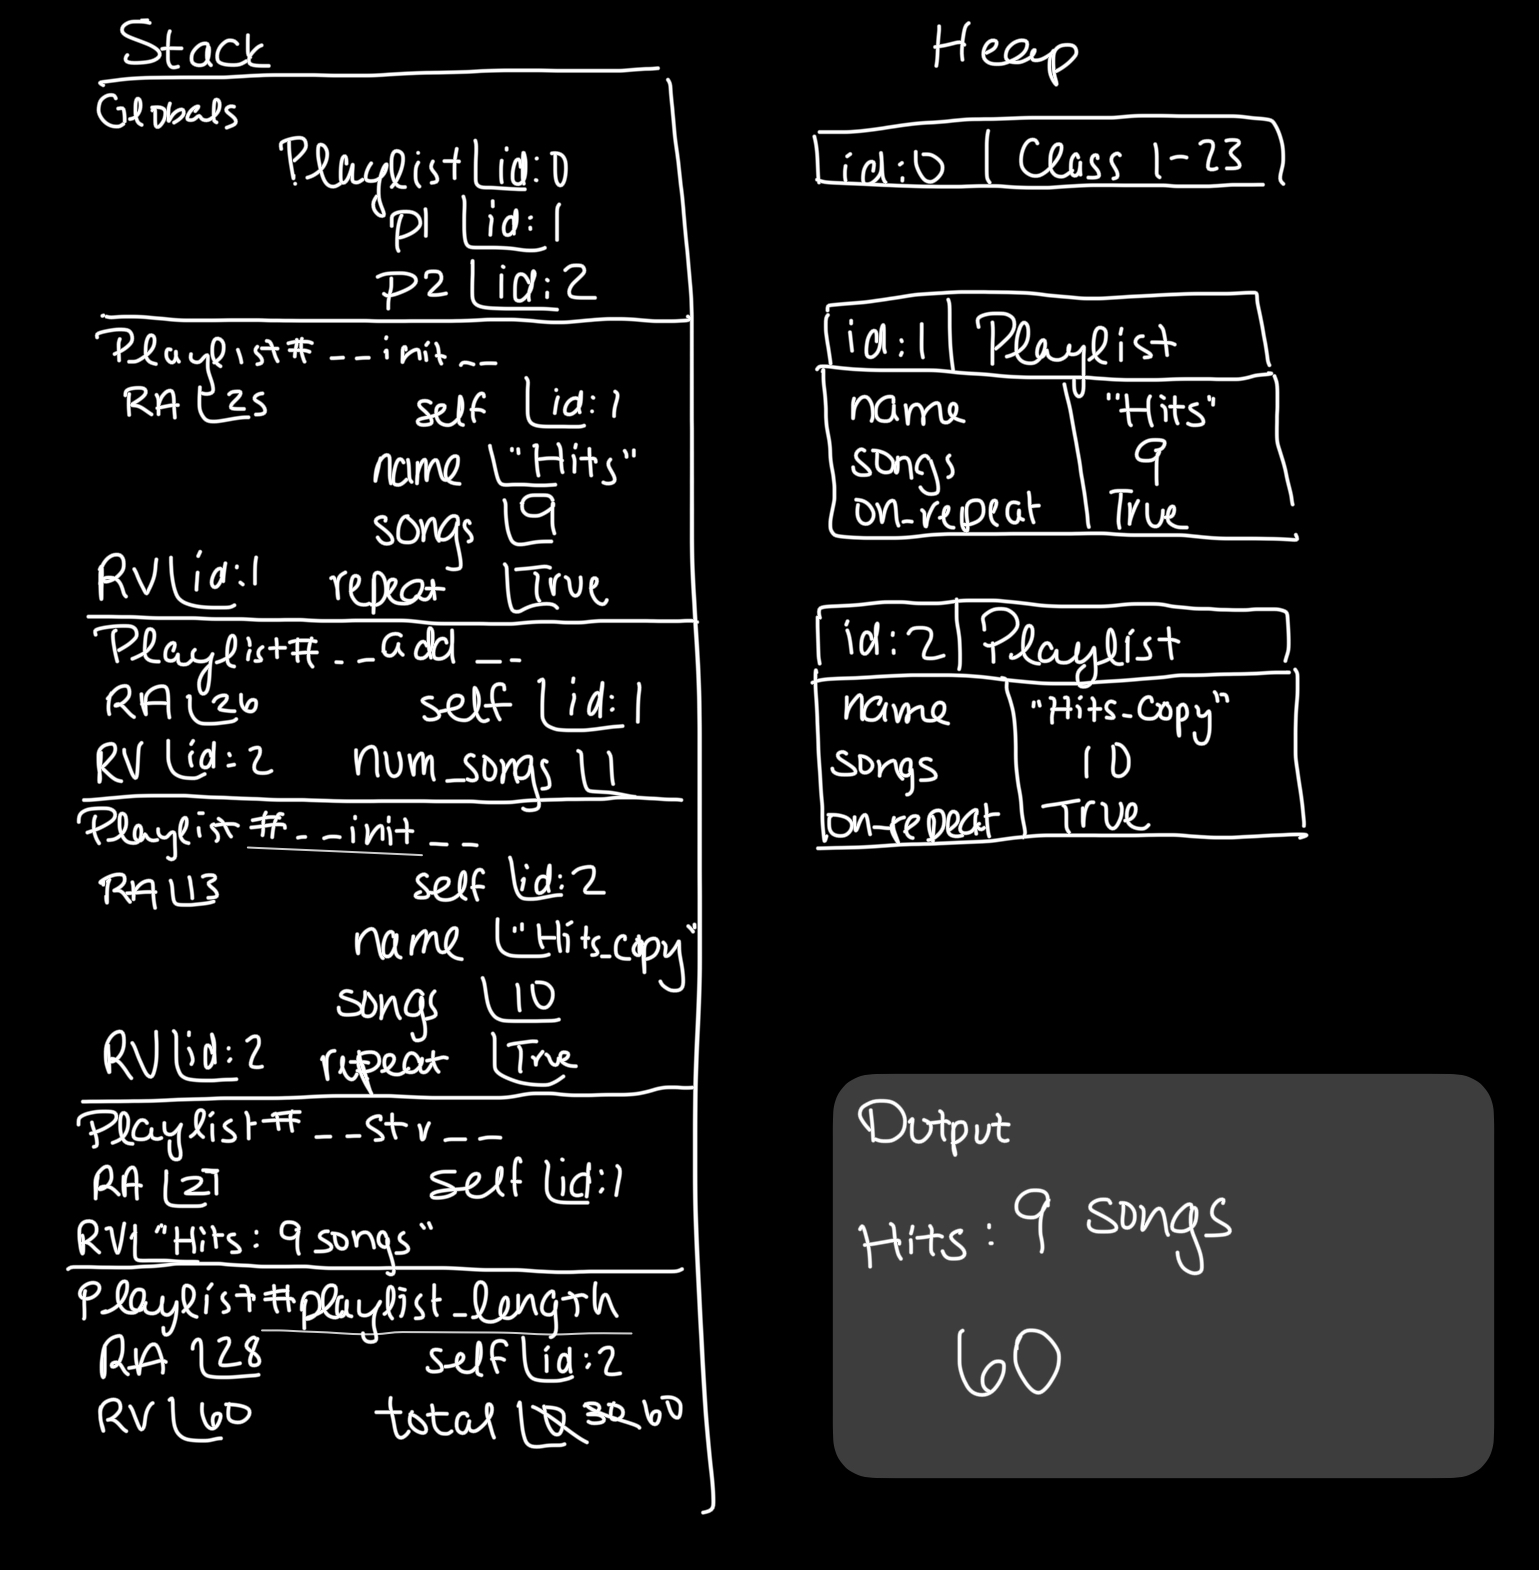 Stack
Globals
Playlist id:0
P1 id:1
P2 id:2
Playlist#__init__
RA 25 self id:1
name "Hits"
songs 9
RV id:1 repeat True
Playlist#__add__
RA 26 self id:1
RV id:2 num_songs 1
Playlist#__init__
RA 13 self id:2
name "Hits_copy"
songs 10
RV id:2 repeat True
Playlist#__str__
RA 27 self id:1
RV "Hits: 9 songs"
Playlist#playlist_length
RA 28 self id:2
RV 60 total 0 30 60
Heap
id:0 Class 1-23
id:1 Playlist
name "Hits"
songs 9
on_repeat True
id:2 Playlist
name "Hits_Copy"
songs 10
on_repeat True
Output
Hits: 9 songs
60